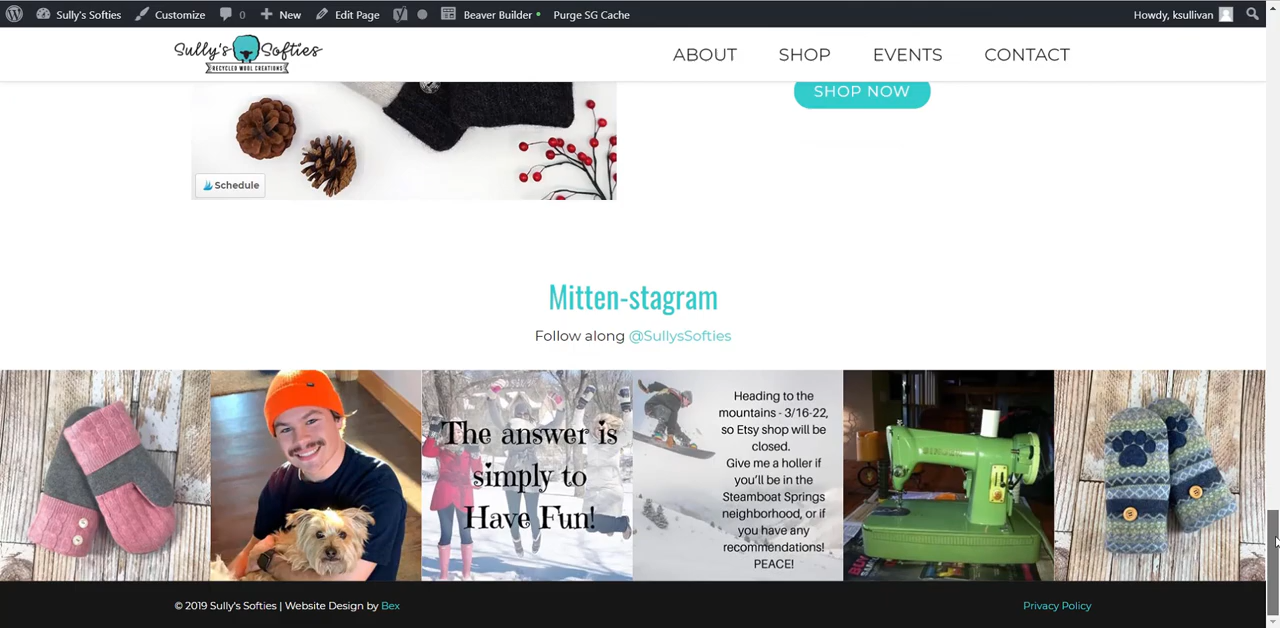 Sully's Softies Customize 0 New Edit Page Beaver Builder Purge SG Cache Howdy, ksullivan
Sully's Softies
RECYCLED WOOL CREATIONS
ABOUT SHOP EVENTS CONTACT
SHOP NOW
Schedule
Mitten-stagram
Follow along @SullysSofties
The answer is
simply to
Have Fun!
Heading to the
mountains - 3/16-22,
so Etsy shop will be
closed.
Give me a holler if
you'll be in the
Steamboat Springs
neighborhood, or if
you have any
recommendations!
PEACE!
SINGER
© 2019 Sully's Softies | Website Design by Bex
Privacy Policy